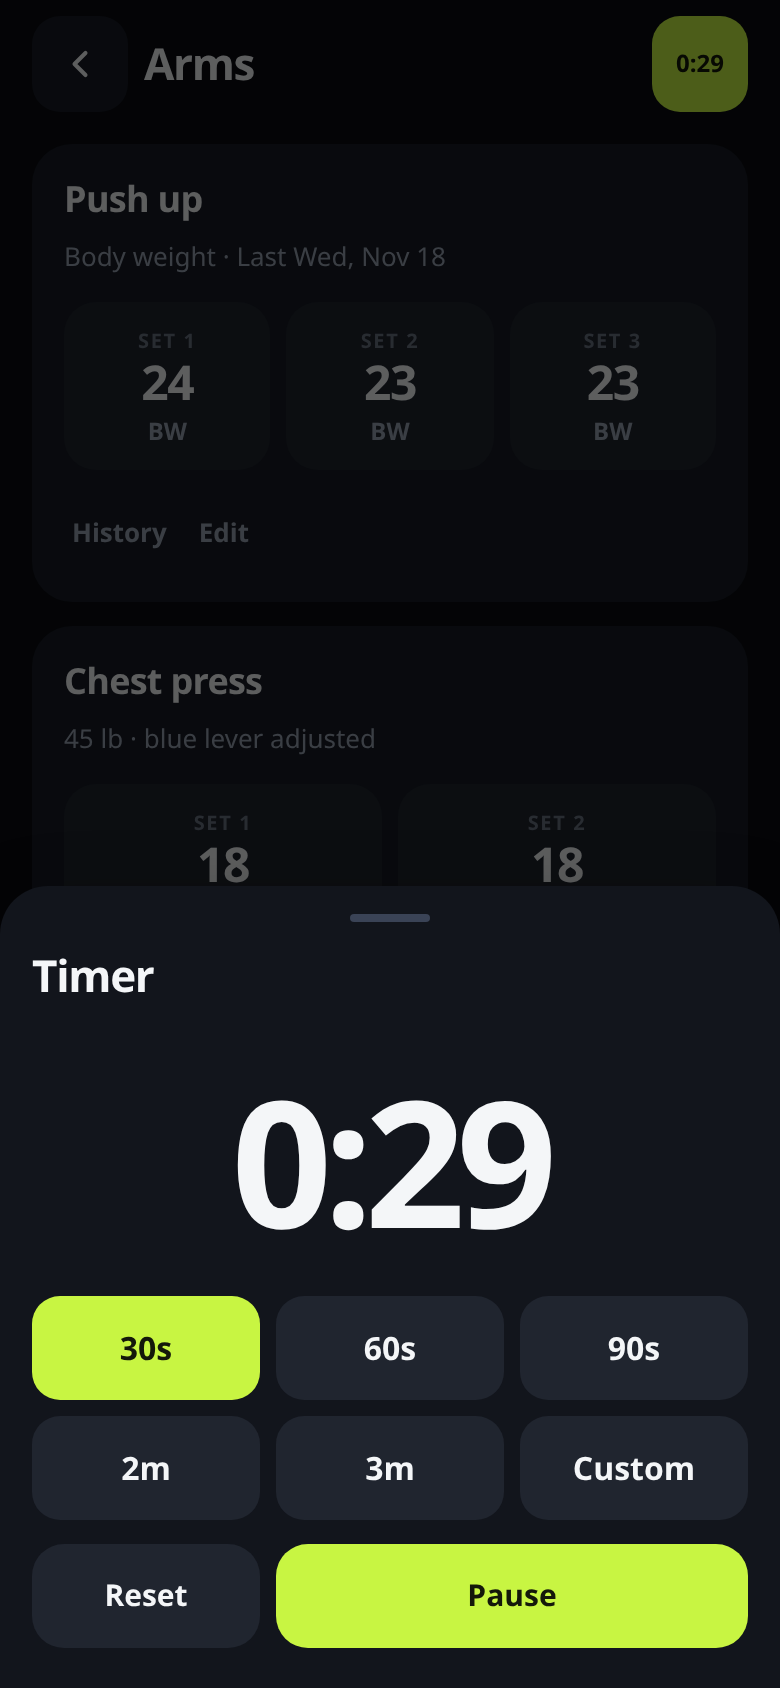 Arms
0:29
Push up
Body weight · Last Wed, Nov 18
SET 1 SET 2 SET 3
24 23 23
BW BW BW
History Edit
Chest press
45 lb · blue lever adjusted
SET 1 SET 2
18 18
Timer
0:29
30s 60s 90s
2m 3m Custom
Reset Pause